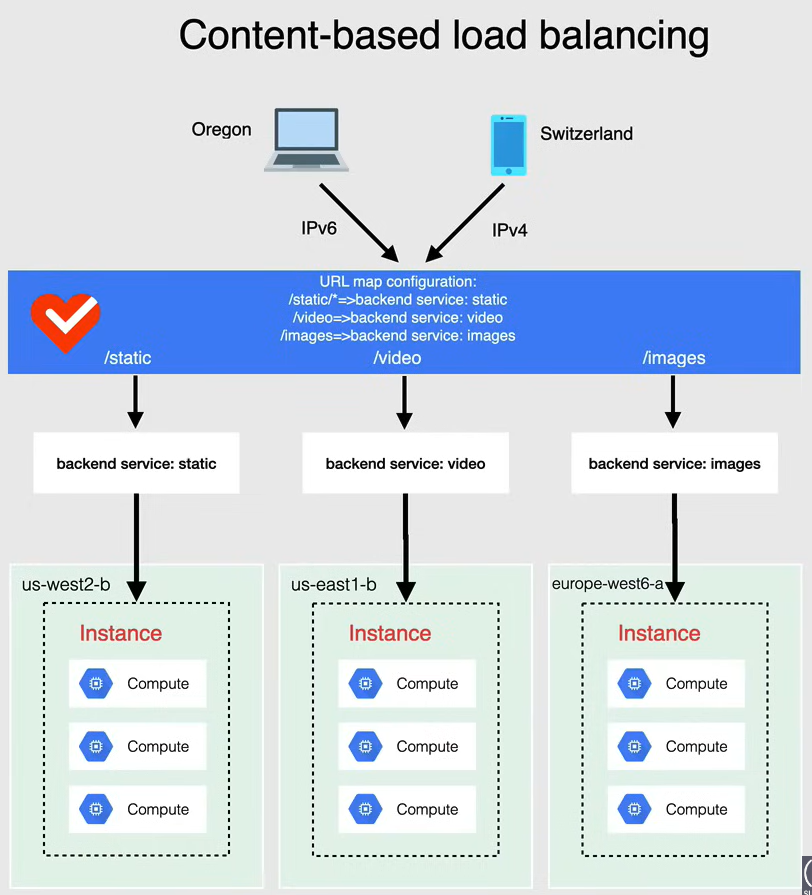 Content-based load balancing
Oregon
Switzerland
IPv6
IPv4
URL map configuration:
/static/*=>backend service: static
/video=>backend service: video
/images=>backend service: images
/static
/video
/images
backend service: static
backend service: video
backend service: images
us-west2-b
Instance
Compute
Compute
Compute
us-east1-b
Instance
Compute
Compute
Compute
europe-west6-a
Instance
Compute
Compute
Compute